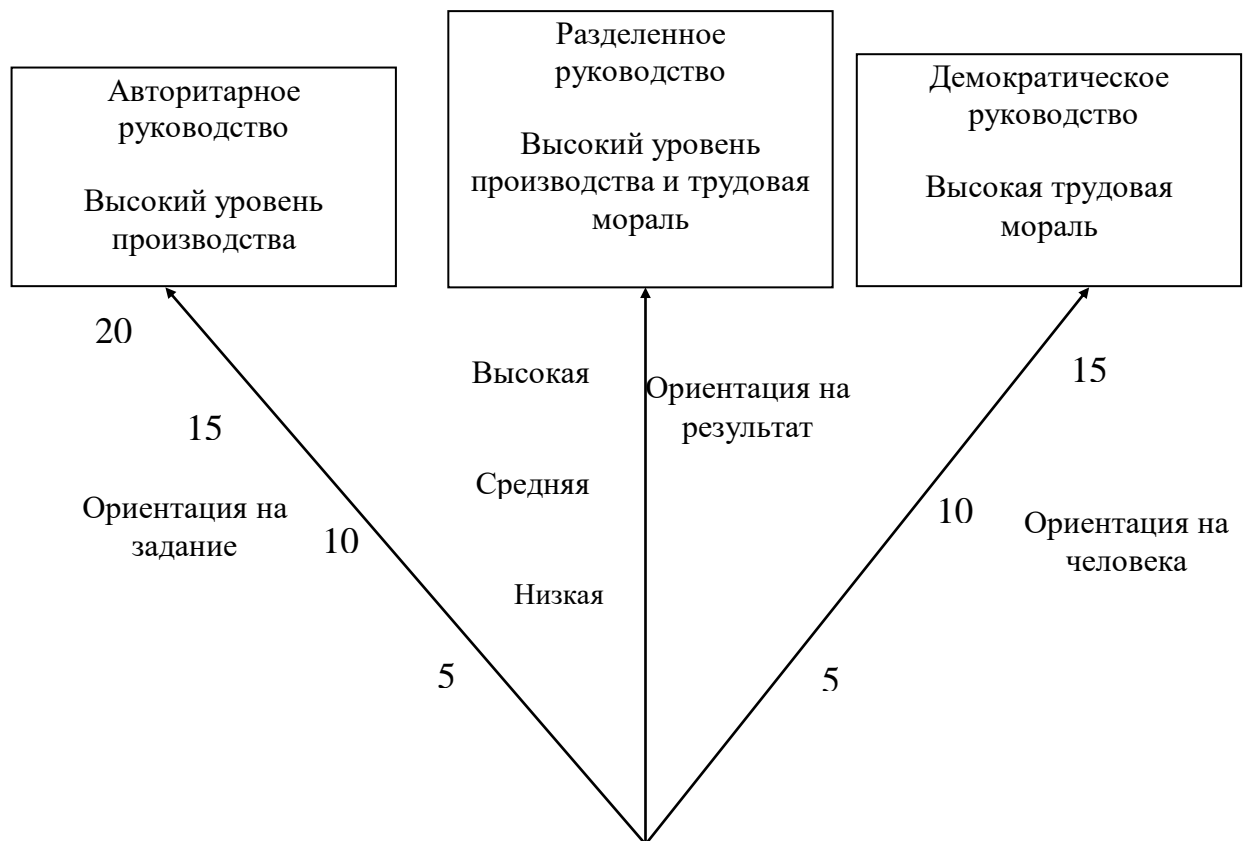 Авторитарное
руководство
Высокий уровень
производства
Разделенное
руководство
Высокий уровень
производства и трудовая
мораль
Демократическое
руководство
Высокая трудовая
мораль
20
15
Ориентация на
задание
10
5
Высокая
Средняя
Низкая
Ориентация на
результат
15
10
Ориентация на
человека
5